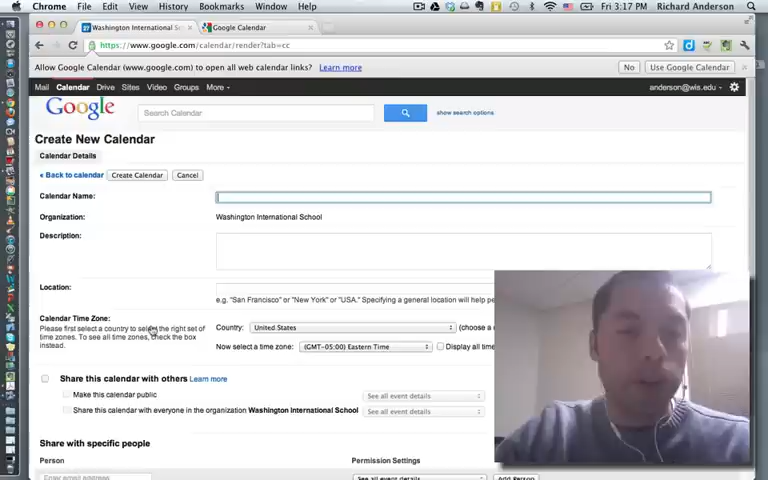 Chrome File Edit View History Bookmarks Window Help Fri 3:17 PM Richard Anderson
Washington International S
Google Calendar
https://www.google.com/calendar/render?tab=cc
Allow Google Calendar (www.google.com) to open all web calendar links? Learn more No Use Google Calendar
Mail Calendar Drive Sites Video Groups More anderson@wis.edu
Google Search Calendar show search options
Create New Calendar
Calendar Details
« Back to calendar Create Calendar Cancel
Calendar Name:
Organization: Washington International School
Description:
Location:
e.g. "San Francisco" or "New York" or "USA." Specifying a general location will help pe
Calendar Time Zone:
Please first select a country to select the right set of
time zones. To see all time zones, check the box
instead.
Country: United States (choose a
Now select a time zone: (GMT-05:00) Eastern Time Display all time
Share this calendar with others Learn more
Make this calendar public See all event details
Share this calendar with everyone in the organization Washington International School See all event details
Share with specific people
Person Permission Settings
Enter email address See all event details Add Person